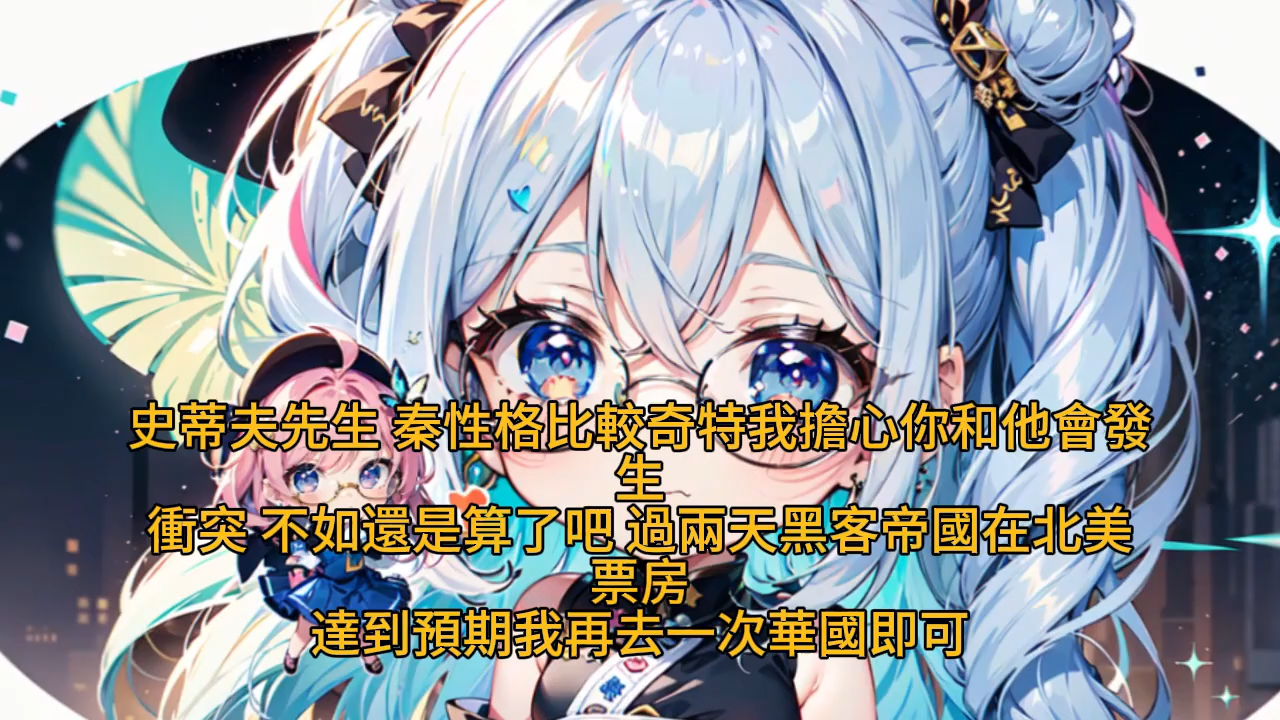 史蒂夫先生 秦性格比較奇特我擔心你和他會發
生
衝突 不如還是算了吧 過兩天黑客帝國在北美
票房
達到預期我再去一次華國即可